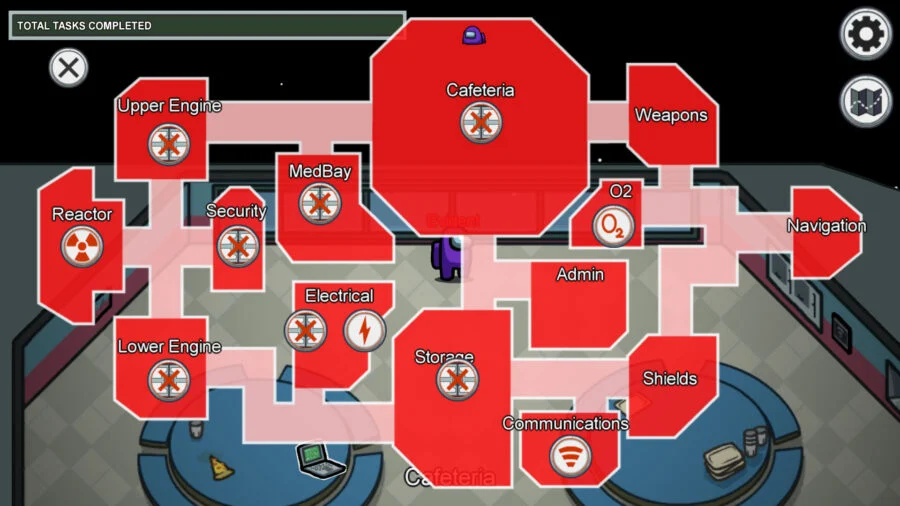 TOTAL TASKS COMPLETED
Cafeteria
Upper Engine
Weapons
MedBay
O2
Reactor
Security
Navigation
O2
Admin
Electrical
Lower Engine
Storage
Shields
Communications
Cafeteria